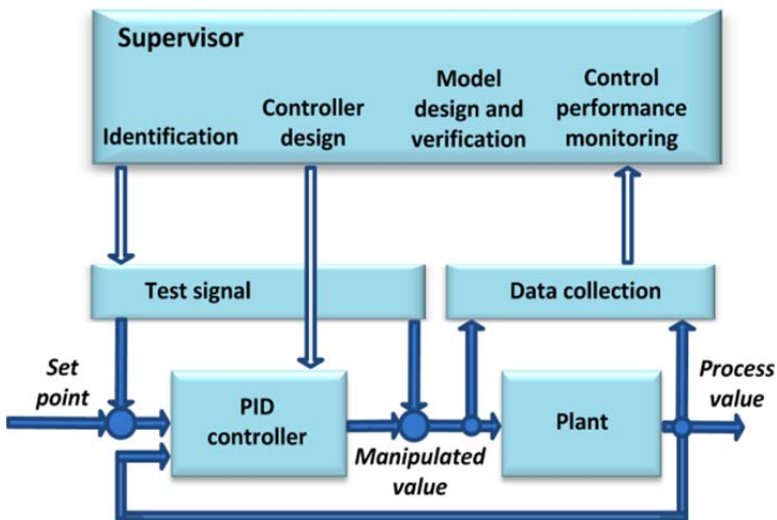 Supervisor
Identification
Controller
design
Model
design and
verification
Control
performance
monitoring
Test signal
Data collection
Set
point
PID
controller
Manipulated
value
Plant
Process
value